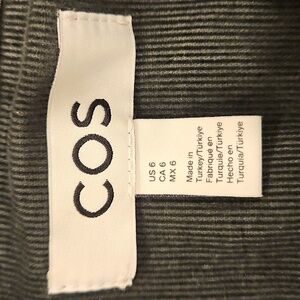 COS
US 6
CA 6
MX 6
Made in
Turkey/Türkiye
Fabriqué en
Turquie/Türkiye
Hecho en
Turquía/Türkiye